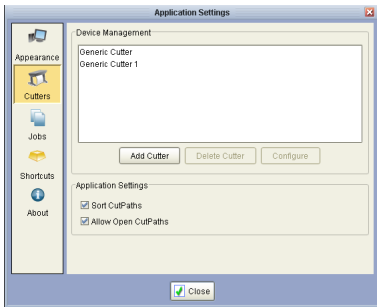 Application Settings
Appearance
Cutters
Jobs
Shortcuts
About
Device Management
Generic Cutter
Generic Cutter 1
Add Cutter
Delete Cutter
Configure
Application Settings
Sort CutPaths
Allow Open CutPaths
Close